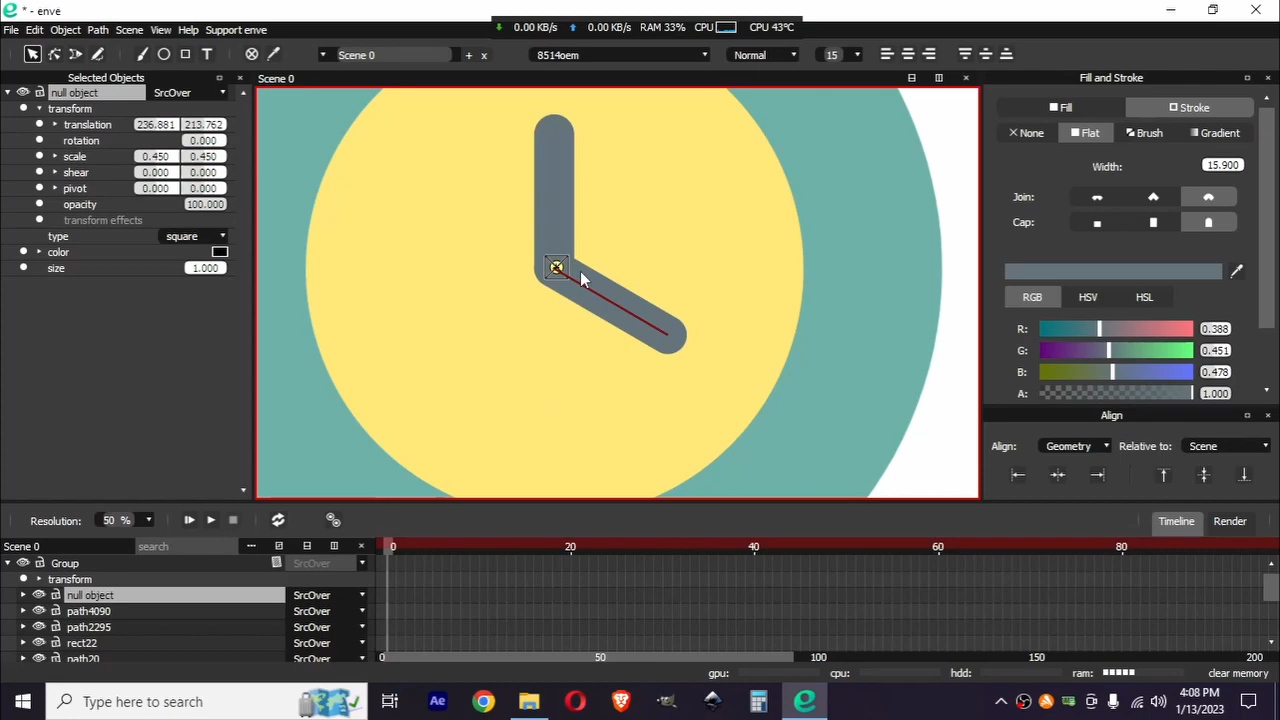 * - enve
0.00 KB/s 0.00 KB/s RAM 33% CPU CPU 43°C
File Edit Object Path Scene View Help Support enve
Scene 0 + x 8514oem Normal 15
Selected Objects Scene 0 Fill and Stroke
null object SrcOver
transform
translation 236.881 213.762
rotation 0.000
scale 0.450 0.450
shear 0.000 0.000
pivot 0.000 0.000
opacity 100.000
transform effects
type square
color
size 1.000
Fill Stroke
None Flat Brush Gradient
Width: 15.900
Join:
Cap:
RGB HSV HSL
R: 0.388
G: 0.451
B: 0.478
A: 1.000
Align
Align: Geometry Relative to: Scene
Resolution: 50 % Timeline Render
Scene 0 search 0 20 40 60 80
Group SrcOver
transform
null object SrcOver
path4090 SrcOver
path2295 SrcOver
rect22 SrcOver
path20 SrcOver
0 50 100 150 200
gpu: cpu: hdd: ram: clear memory
Type here to search Ae 4:08 PM
1/13/2023